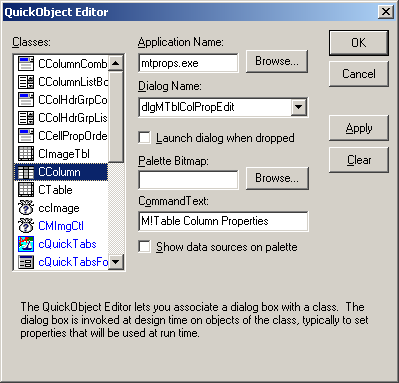 QuickObject Editor
Classes:
CColumnComb
CColumnListBo
CColHdrGrpCo
CColHdrGrpLis
CCellPropOrde
CImageTbl
CColumn
CTable
ccImage
CMImgCtl
cQuickTabs
cQuickTabsFo
Application Name:
mtprops.exe
Browse...
Dialog Name:
dlgMTblColPropEdit
Launch dialog when dropped
Palette Bitmap:
Browse...
CommandText:
M!Table Column Properties
Show data sources on palette
OK
Cancel
Apply
Clear
The QuickObject Editor lets you associate a dialog box with a class. The
dialog box is invoked at design time on objects of the class, typically to set
properties that will be used at run time.